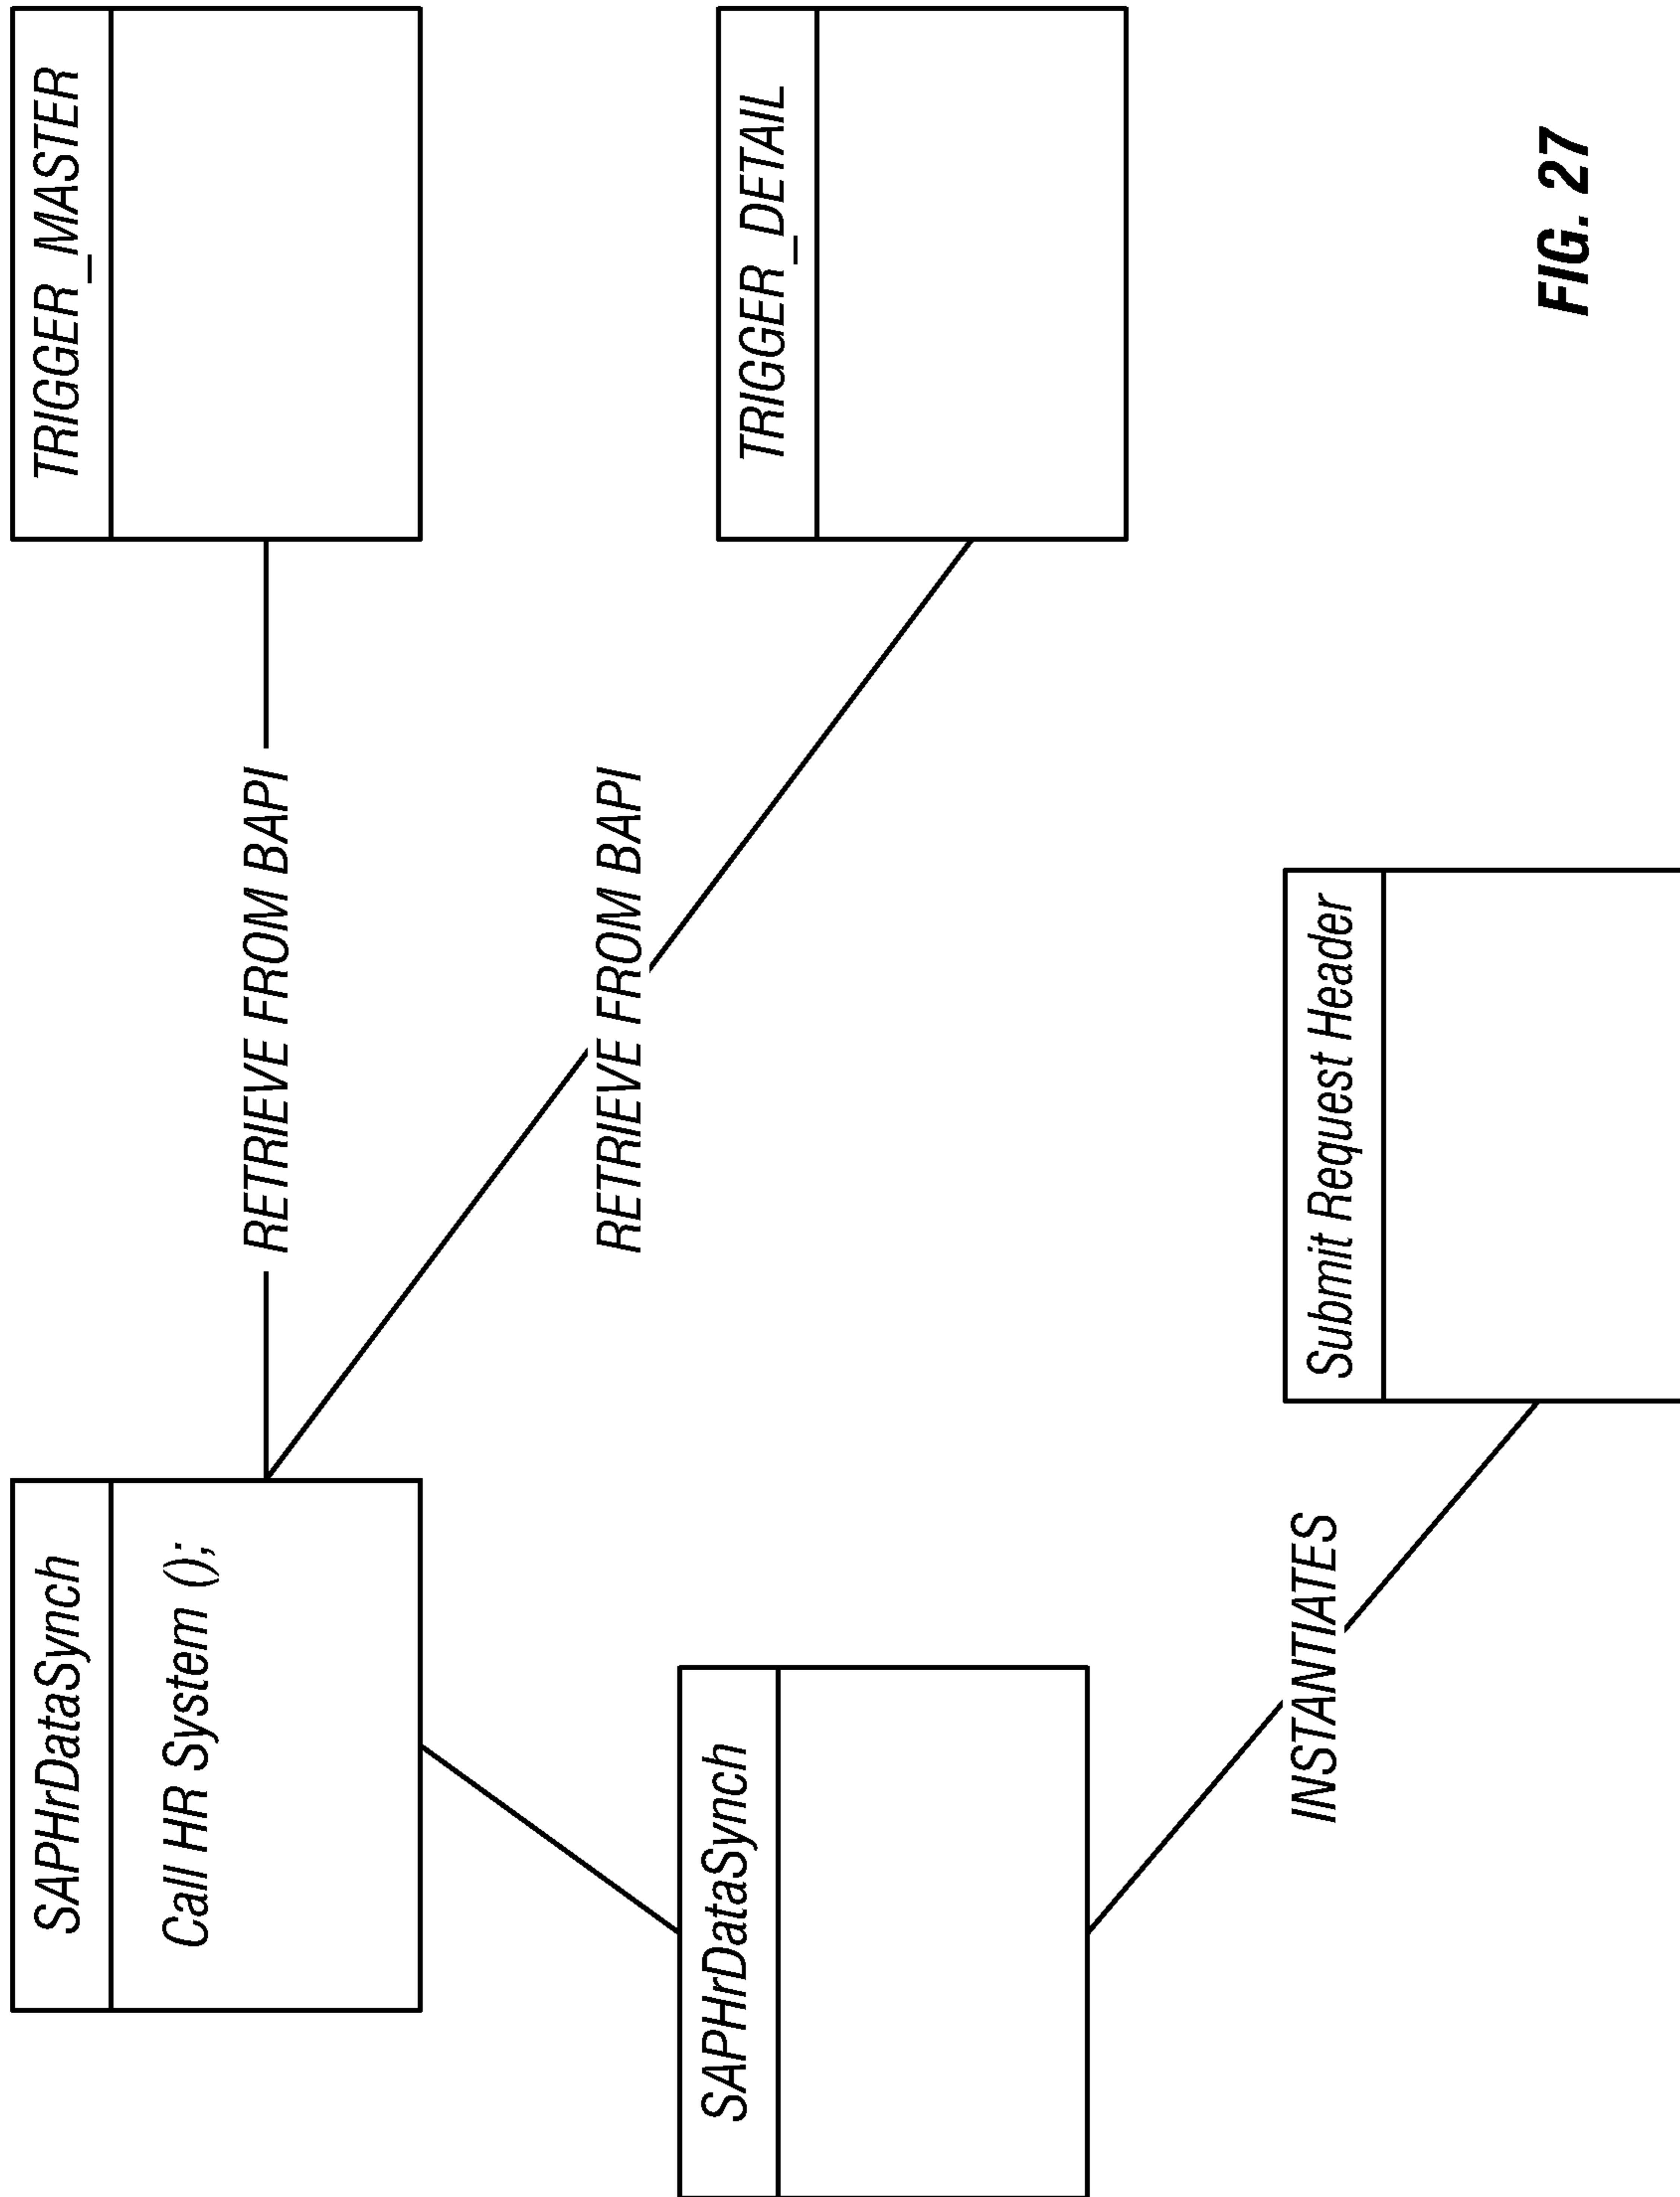 SAPHrDataSynch
Call HR System ();
RETRIEVE FROM BAPI
TRIGGER_MASTER
RETRIEVE FROM BAPI
TRIGGER_DETAIL
SAPHrDataSynch
INSTANTIATES
Submit Request Header
FIG. 27